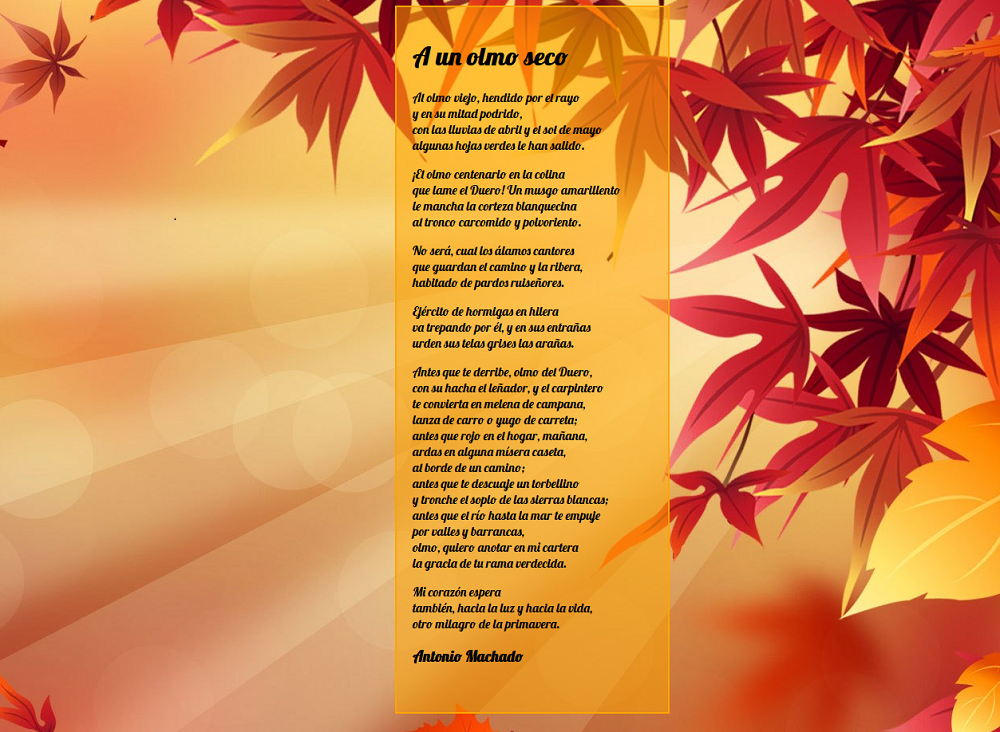 A un olmo seco
Al olmo viejo, hendido por el rayo
y en su mitad podrido,
con las lluvias de abril y el sol de mayo
algunas hojas verdes le han salido.
¡El olmo centenario en la colina
que lame el Duero! Un musgo amarillento
le mancha la corteza blanquecina
al tronco carcomido y polvoriento.
No será, cual los álamos cantores
que guardan el camino y la ribera,
habitado de pardos ruiseñores.
Ejército de hormigas en hilera
va trepando por él, y en sus entrañas
urden sus telas grises las arañas.
Antes que te derribe, olmo del Duero,
con su hacha el leñador, y el carpintero
te convierta en melena de campana,
lanza de carro o yugo de carreta;
antes que rojo en el hogar, mañana,
ardas en alguna mísera caseta,
al borde de un camino;
antes que te descuaje un torbellino
y tronche el soplo de las sierras blancas;
antes que el río hasta la mar te empuje
por valles y barrancas,
olmo, quiero anotar en mi cartera
la gracia de tu rama verdecida.
Mi corazón espera
también, hacia la luz y hacia la vida,
otro milagro de la primavera.
Antonio Machado